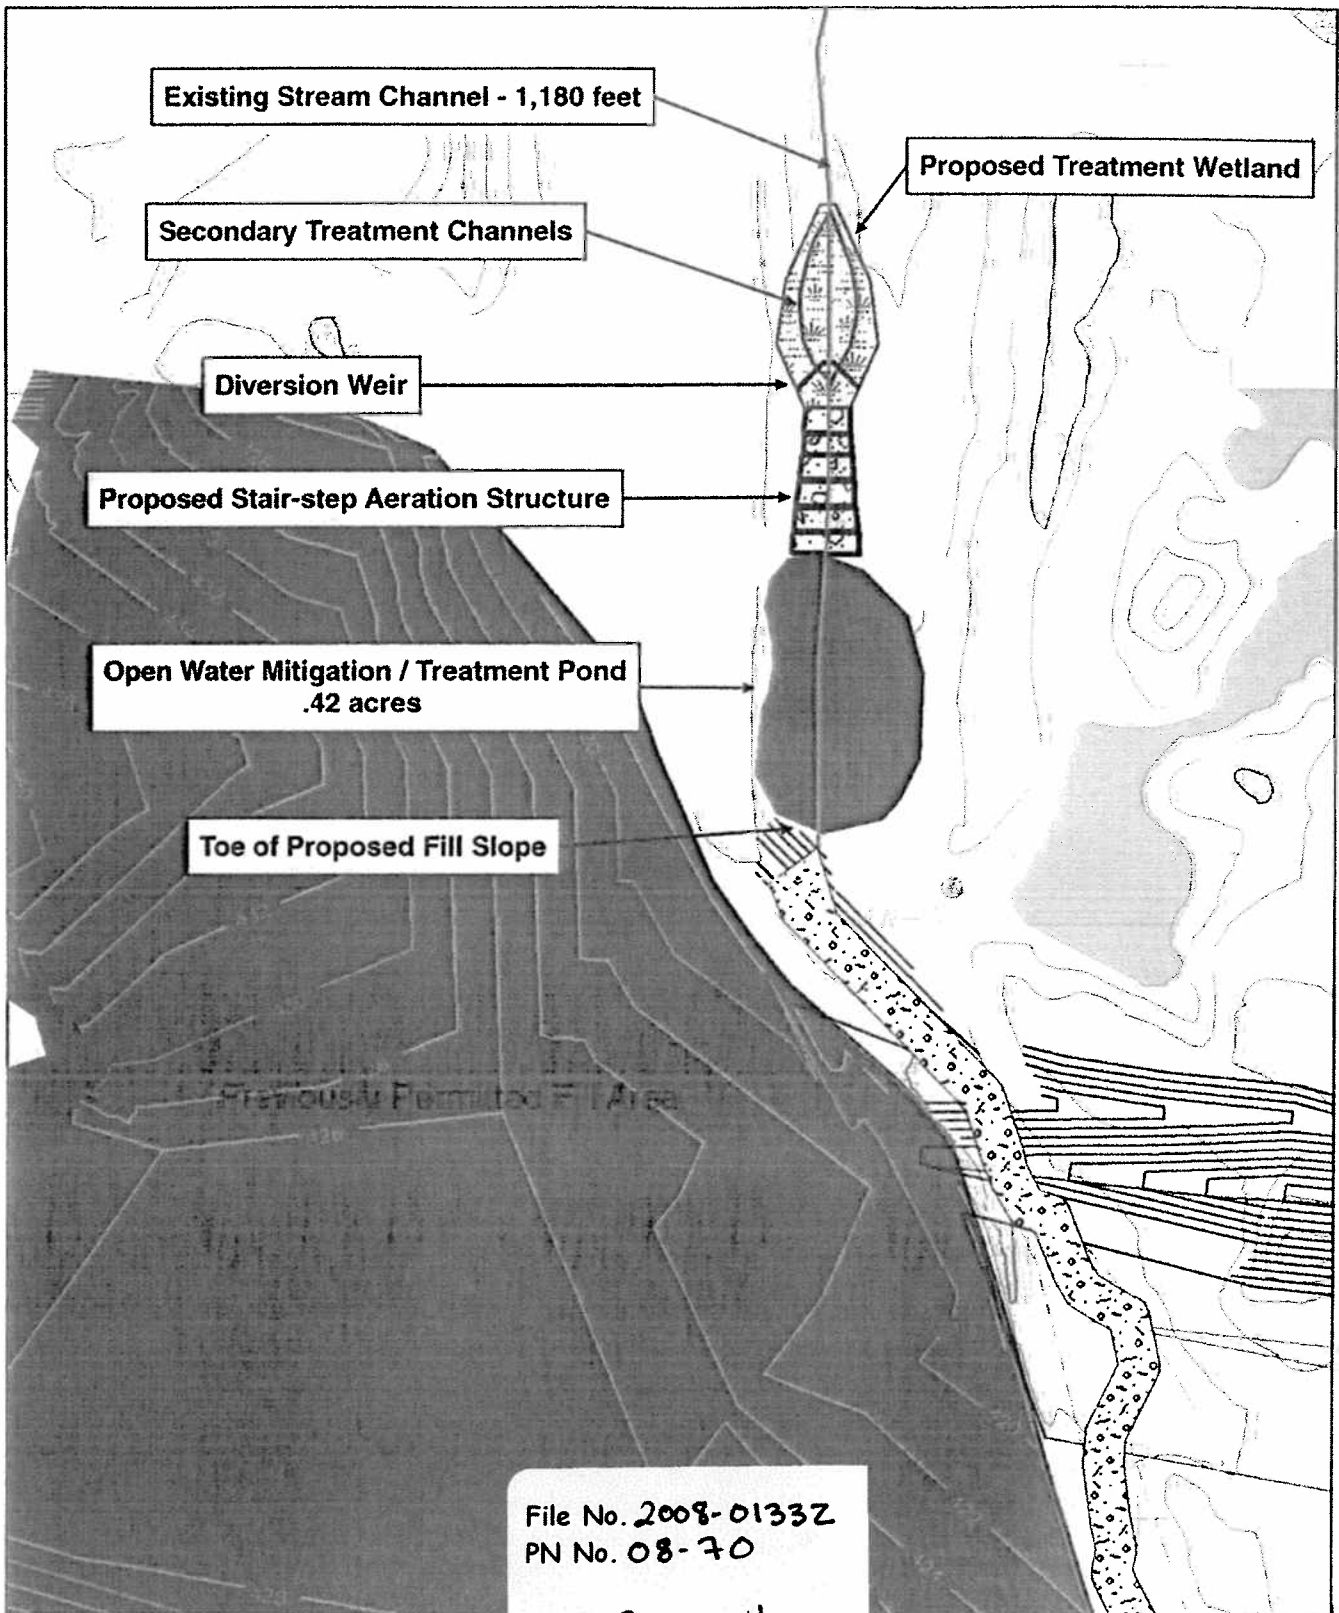 Existing Stream Channel - 1,180 feet
Proposed Treatment Wetland
Secondary Treatment Channels
Diversion Weir
Proposed Stair-step Aeration Structure
Open Water Mitigation / Treatment Pond
.42 acres
Toe of Proposed Fill Slope
Previously Permitted Fill Area
File No. 2008-01332
PN No. 08-70